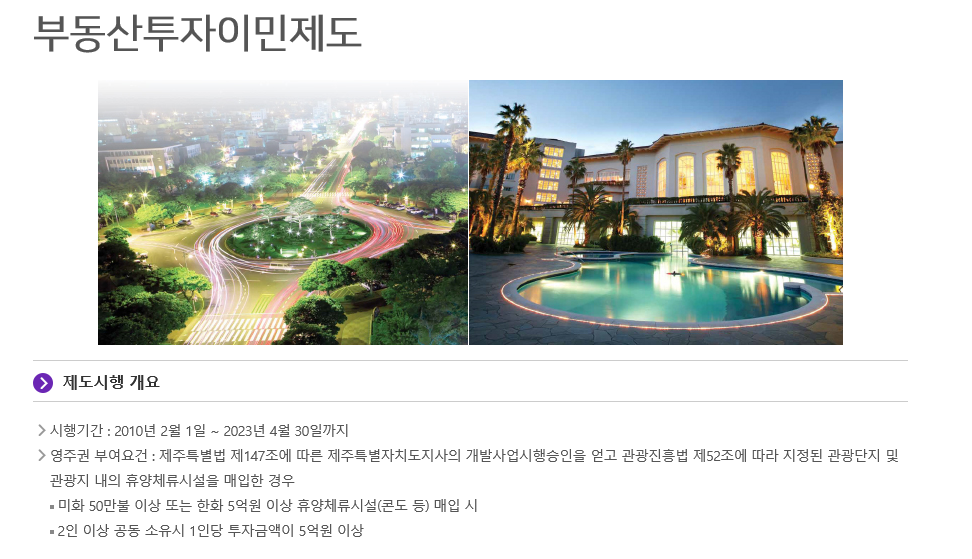 부동산투자이민제도
제도시행 개요
시행기간 : 2010년 2월 1일 ~ 2023년 4월 30일까지
영주권 부여요건 : 제주특별법 제147조에 따른 제주특별자치도지사의 개발사업시행승인을 얻고 관광진흥법 제52조에 따라 지정된 관광단지 및
관광지 내의 휴양체류시설을 매입한 경우
미화 50만불 이상 또는 한화 5억원 이상 휴양체류시설(콘도 등) 매입 시
2인 이상 공동 소유시 1인당 투자금액이 5억원 이상